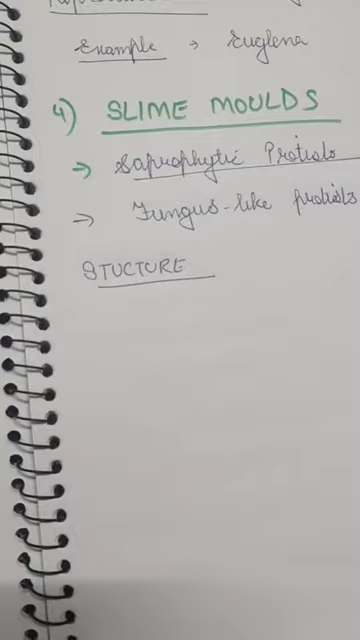 Example → Euglena
4) SLIME MOULDS
→ Saprophytic Protists
→ Fungus-like protists
STUCTURE